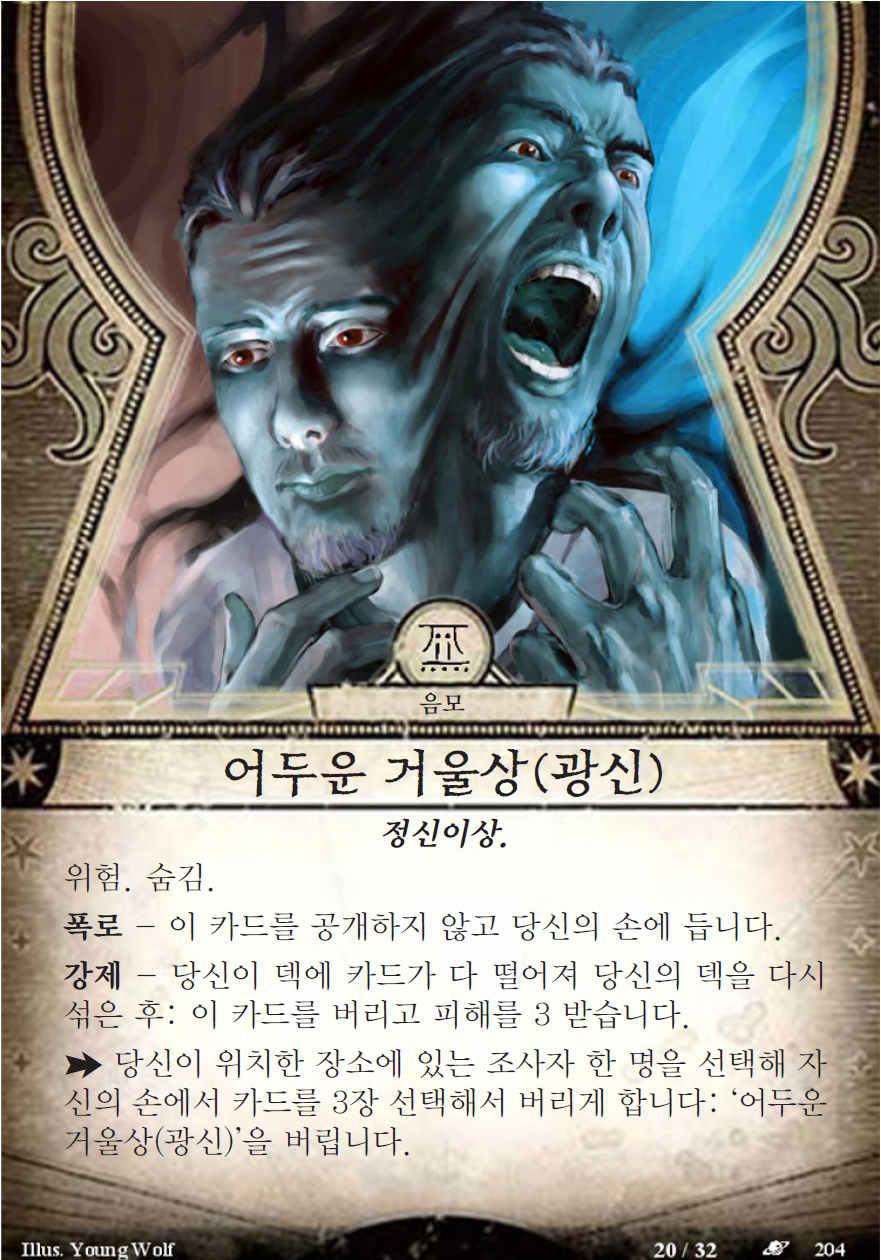 음모
어두운 거울상(광신)
정신이상.
위험. 숨김.
폭로 – 이 카드를 공개하지 않고 당신의 손에 듭니다.
강제 – 당신이 덱에 카드가 다 떨어져 당신의 덱을 다시
섞은 후: 이 카드를 버리고 피해를 3 받습니다.
당신이 위치한 장소에 있는 조사자 한 명을 선택해 자
신의 손에서 카드를 3장 선택해서 버리게 합니다: ‘어두운
거울상(광신)’을 버립니다.
Illus. Young Wolf 20 / 32 204